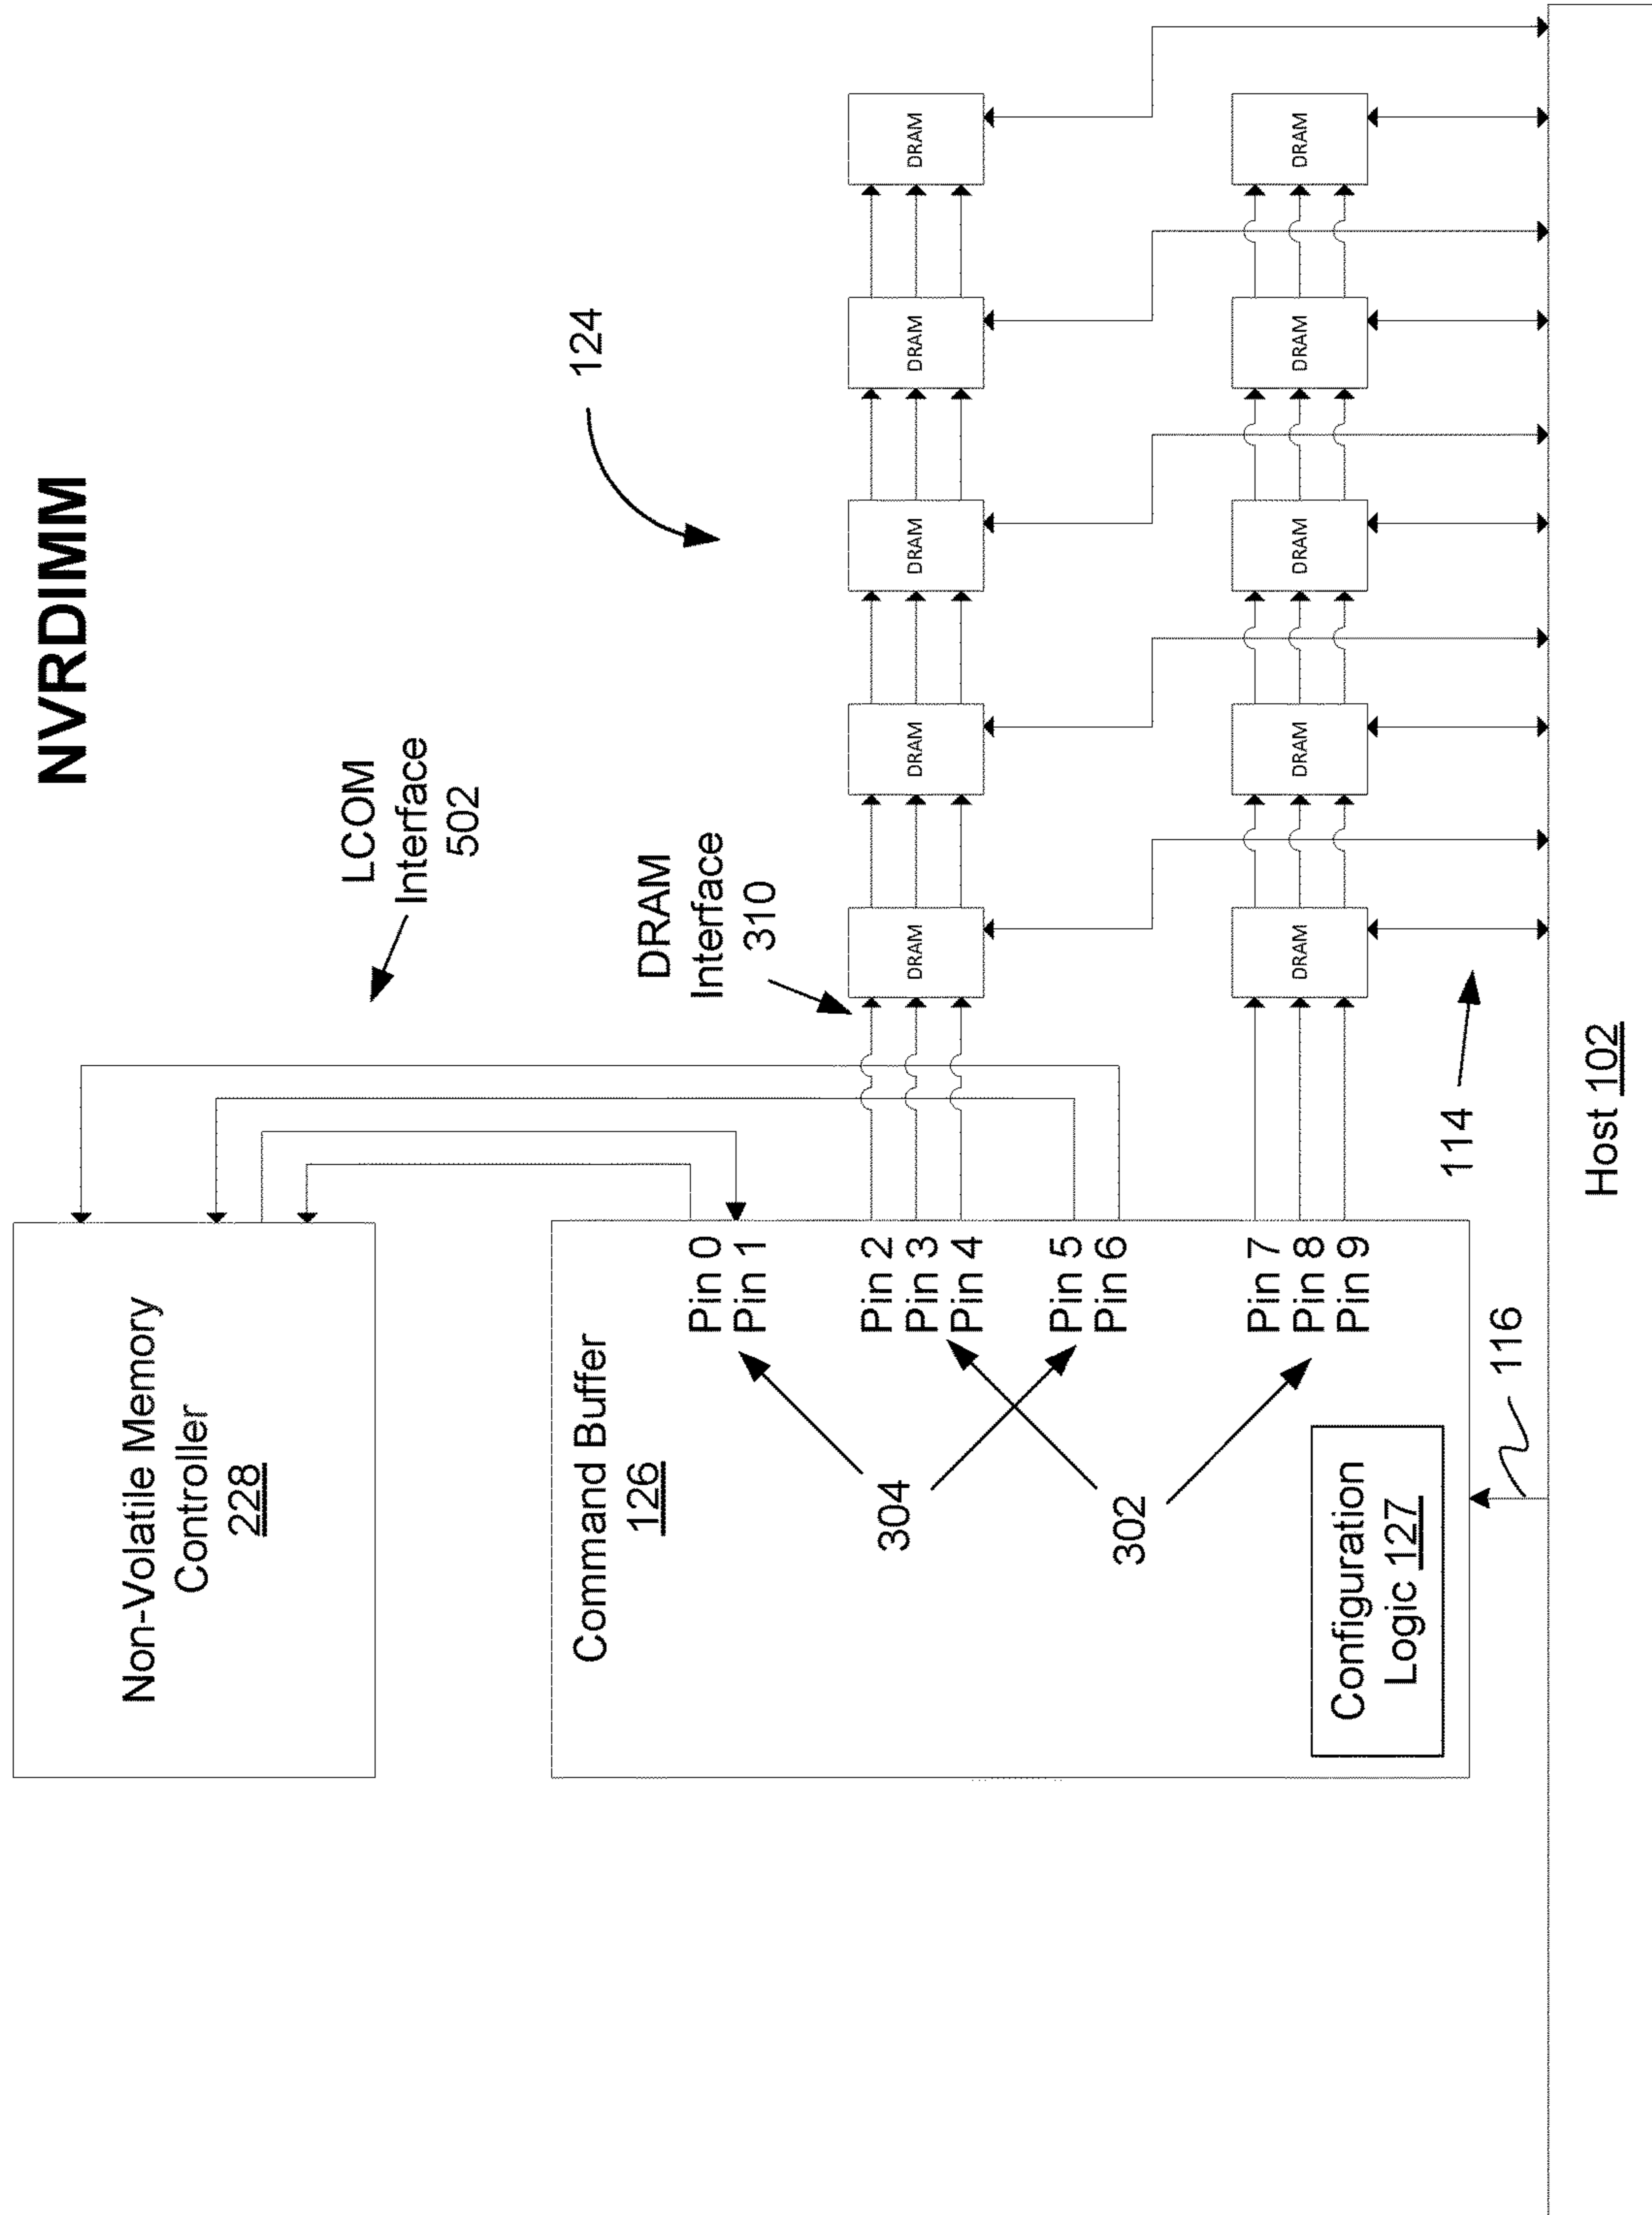 NVRDIMM
LCOM
Interface
502
124
DRAM
Interface
310
Non-Volatile Memory
Controller
228
Command Buffer
126
Pin 0
Pin 1
Pin 2
Pin 3
Pin 4
Pin 5
Pin 6
Pin 7
Pin 8
Pin 9
304
302
Configuration
Logic 127
DRAM
DRAM
DRAM
DRAM
DRAM
DRAM
DRAM
DRAM
DRAM
DRAM
116
114
Host 102